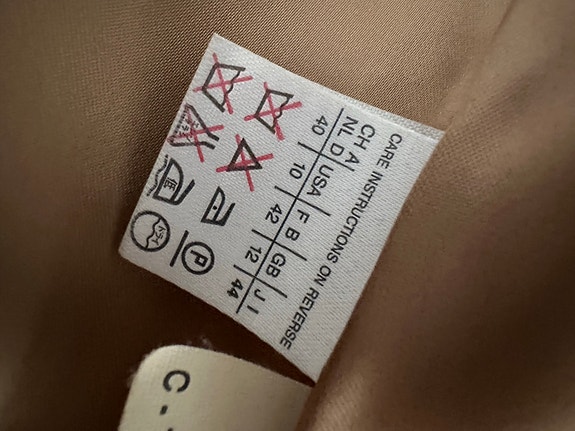 CARE INSTRUCTIONS ON REVERSE
CH A USA F B GB J I
NL D
40 10 42 12 44
P
C -